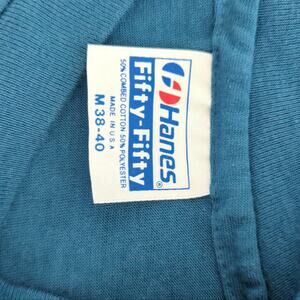 Hanes®
Fifty-Fifty
50% COMBED COTTON 50% POLYESTER
MADE IN U.S.A
M 38-40